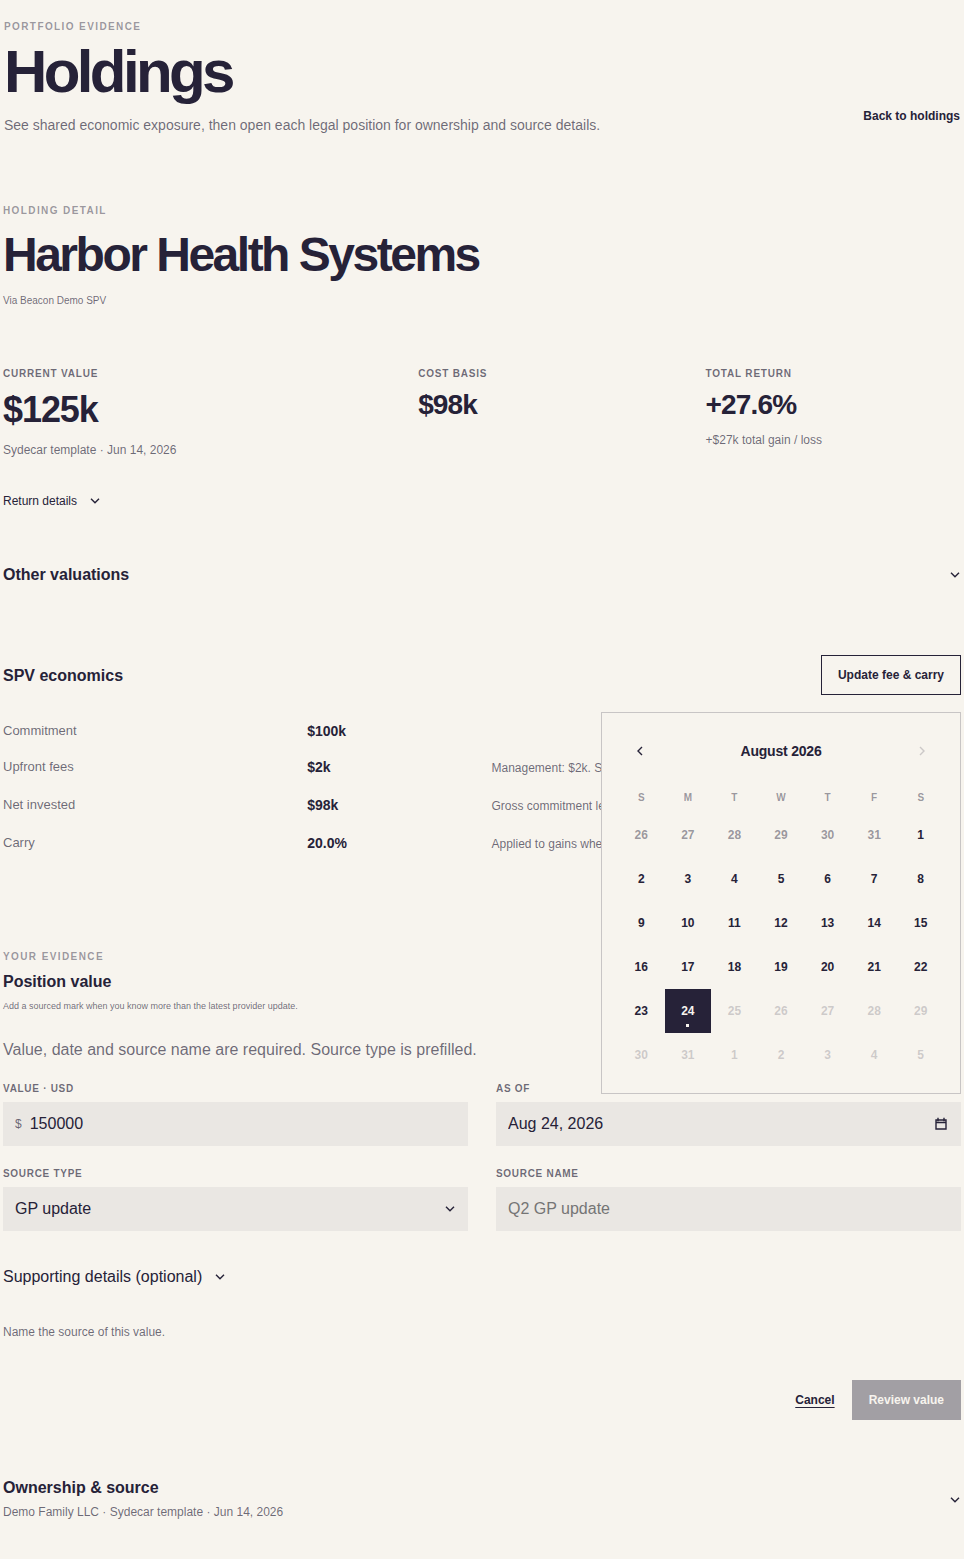 PORTFOLIO EVIDENCE
Holdings
See shared economic exposure, then open each legal position for ownership and source details.
Back to holdings
HOLDING DETAIL
Harbor Health Systems
Via Beacon Demo SPV
CURRENT VALUE
$125k
Sydecar template · Jun 14, 2026
COST BASIS
$98k
TOTAL RETURN
+27.6%
+$27k total gain / loss
Return details
Other valuations
SPV economics
Update fee & carry
Commitment $100k
Upfront fees $2k Management: $2k. S
Net invested $98k Gross commitment le
Carry 20.0% Applied to gains whe
August 2026
S M T W T F S
26 27 28 29 30 31 1
2 3 4 5 6 7 8
9 10 11 12 13 14 15
16 17 18 19 20 21 22
23 24 25 26 27 28 29
30 31 1 2 3 4 5
YOUR EVIDENCE
Position value
Add a sourced mark when you know more than the latest provider update.
Value, date and source name are required. Source type is prefilled.
VALUE · USD
$ 150000
AS OF
Aug 24, 2026
SOURCE TYPE
GP update
SOURCE NAME
Q2 GP update
Supporting details (optional)
Name the source of this value.
Cancel
Review value
Ownership & source
Demo Family LLC · Sydecar template · Jun 14, 2026